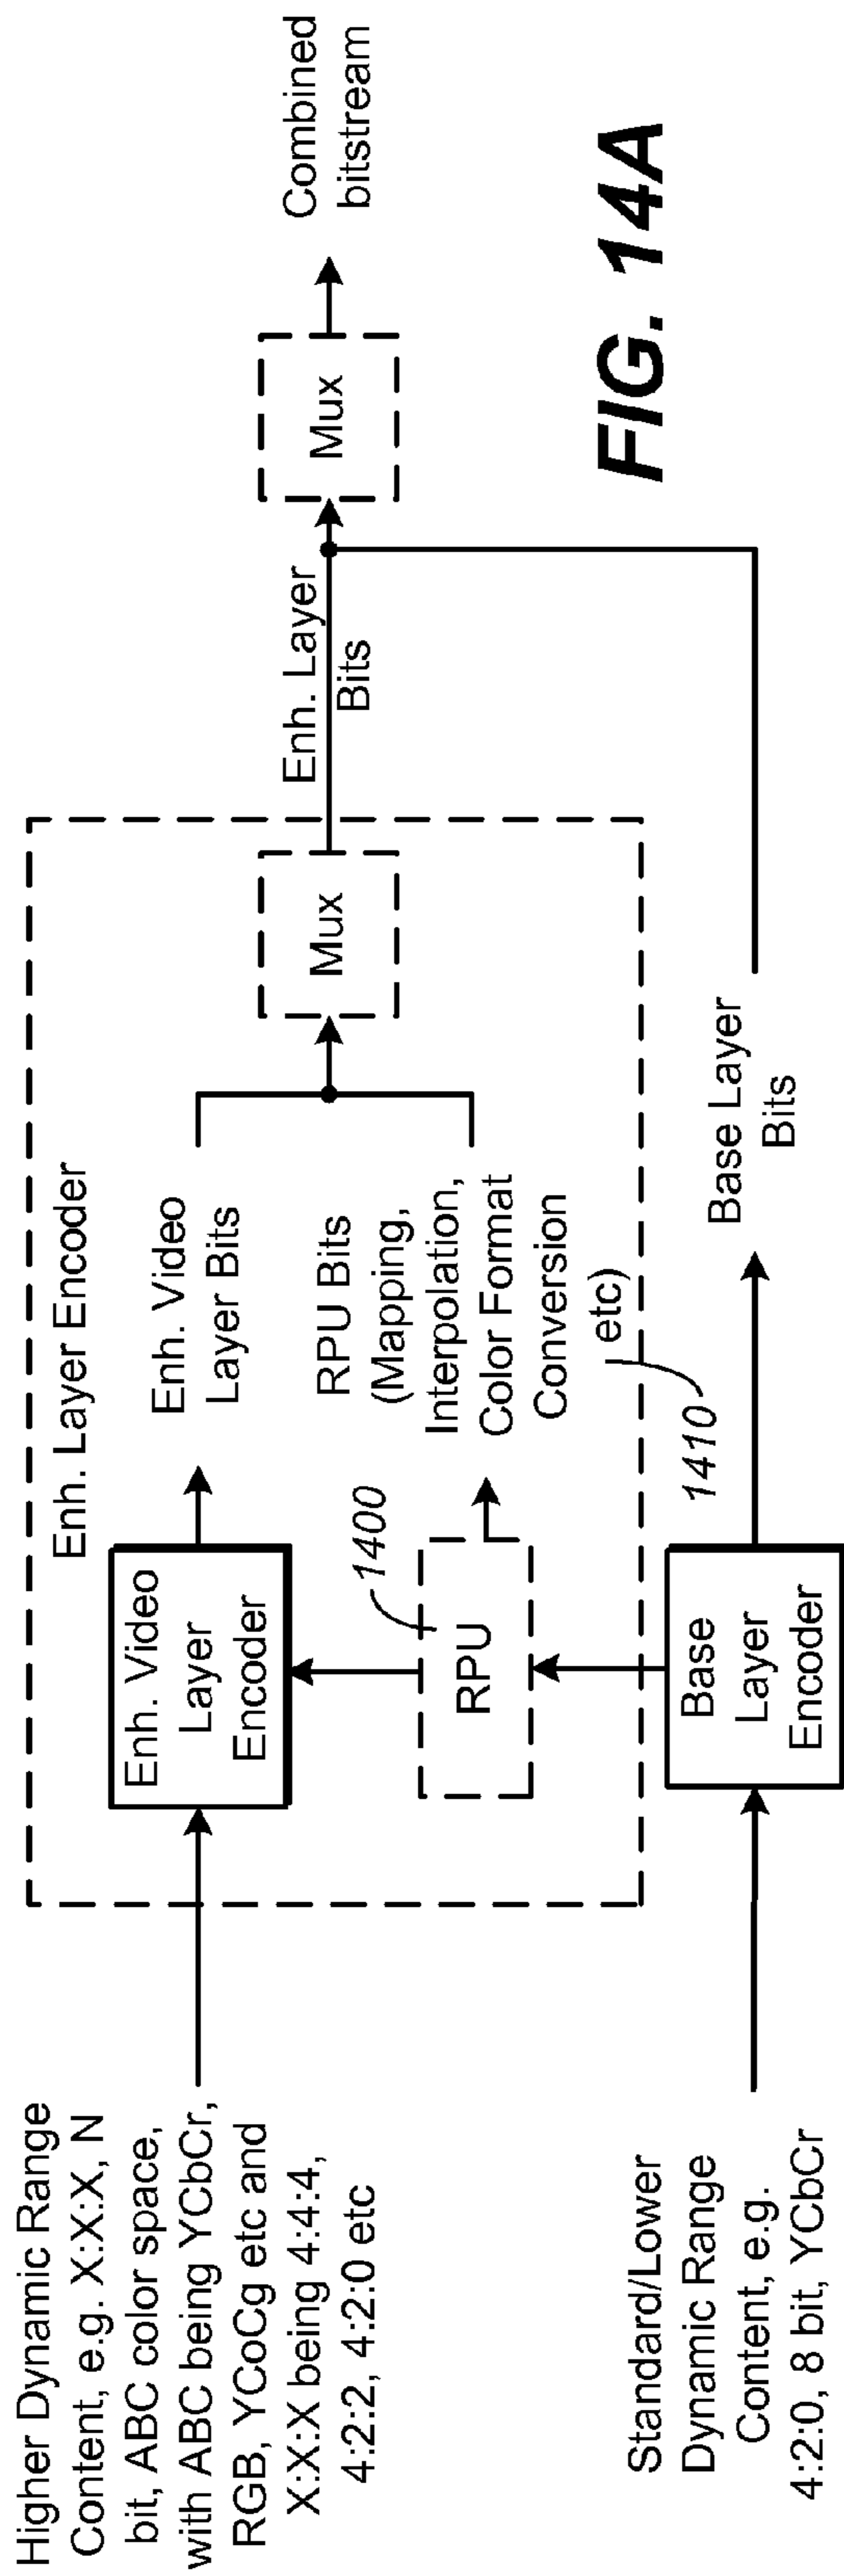 Higher Dynamic Range
Content, e.g. X:X:X, N
bit, ABC color space,
with ABC being YCbCr,
RGB, YCoCg etc and
X:X:X being 4:4:4,
4:2:2, 4:2:0 etc
Standard/Lower
Dynamic Range
Content, e.g.
4:2:0, 8 bit, YCbCr
Enh. Layer Encoder
Enh. Video
Layer
Encoder
1400
RPU
Base
Layer
Encoder
Enh. Video
Layer Bits
RPU Bits
(Mapping,
Interpolation,
Color Format
Conversion
etc)
1410
Base Layer
Bits
Mux
Enh. Layer
Bits
Mux
Combined
bitstream
FIG. 14A